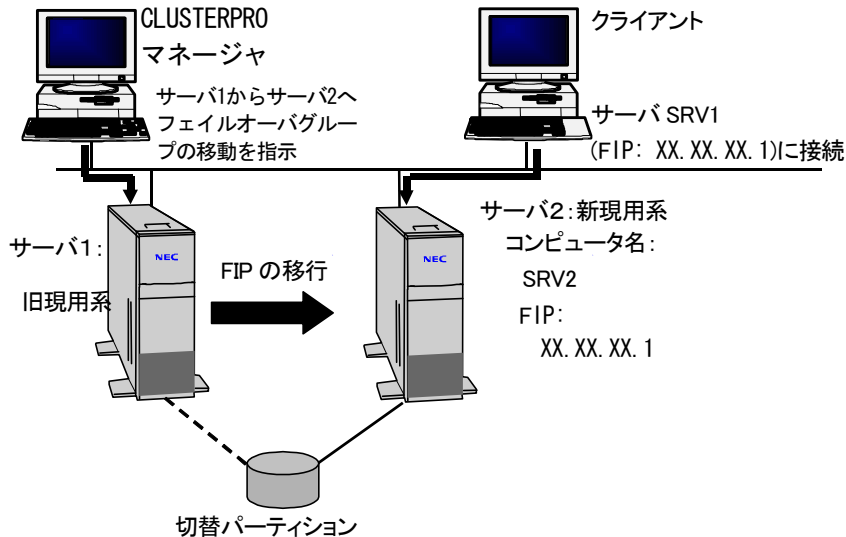 CLUSTERPRO
マネージャ
サーバ1からサーバ2へ
フェイルオーバグルー
プの移動を指示
クライアント
サーバ SRV1
(FIP: XX.XX.XX.1)に接続
サーバ1:
旧現用系
NEC
FIP の移行
NEC
サーバ2:新現用系
コンピュータ名:
SRV2
FIP:
XX.XX.XX.1
切替パーティション